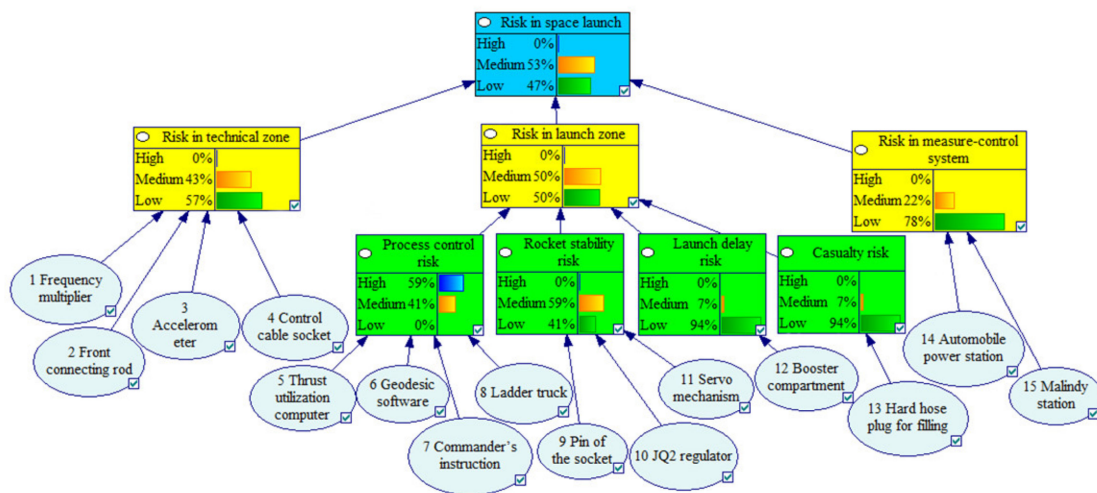 Risk in space launch
High 0%
Medium 53%
Low 47%
Risk in technical zone
High 0%
Medium 43%
Low 57%
Risk in launch zone
High 0%
Medium 50%
Low 50%
Risk in measure-control
system
High 0%
Medium 22%
Low 78%
Process control
risk
High 59%
Medium 41%
Low 0%
Rocket stability
risk
High 0%
Medium 59%
Low 41%
Launch delay
risk
High 0%
Medium 7%
Low 94%
Casualty risk
High 0%
Medium 7%
Low 94%
1 Frequency
multiplier
2 Front
connecting rod
3
Accelerom
eter
4 Control
cable socket
5 Thrust
utilization
computer
6 Geodesic
software
7 Commander’s
instruction
8 Ladder truck
9 Pin of
the socket
10 JQ2 regulator
11 Servo
mechanism
12 Booster
compartment
13 Hard hose
plug for filling
14 Automobile
power station
15 Malindy
station